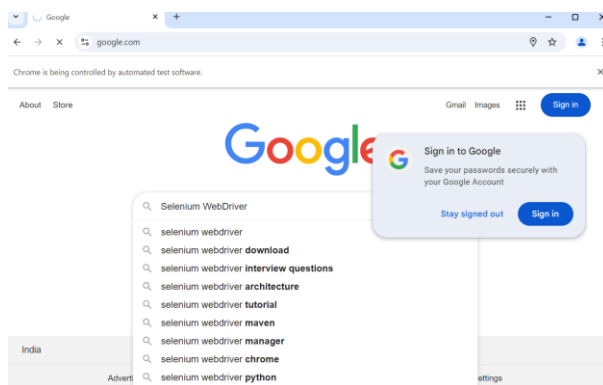 Google
google.com
Chrome is being controlled by automated test software.
About Store
Gmail Images Sign in
Google
Sign in to Google
Save your passwords securely with
your Google Account
Stay signed out Sign in
Selenium WebDriver
selenium webdriver
selenium webdriver download
selenium webdriver interview questions
selenium webdriver architecture
selenium webdriver tutorial
selenium webdriver maven
selenium webdriver manager
selenium webdriver chrome
selenium webdriver python
India
Adverti
ettings